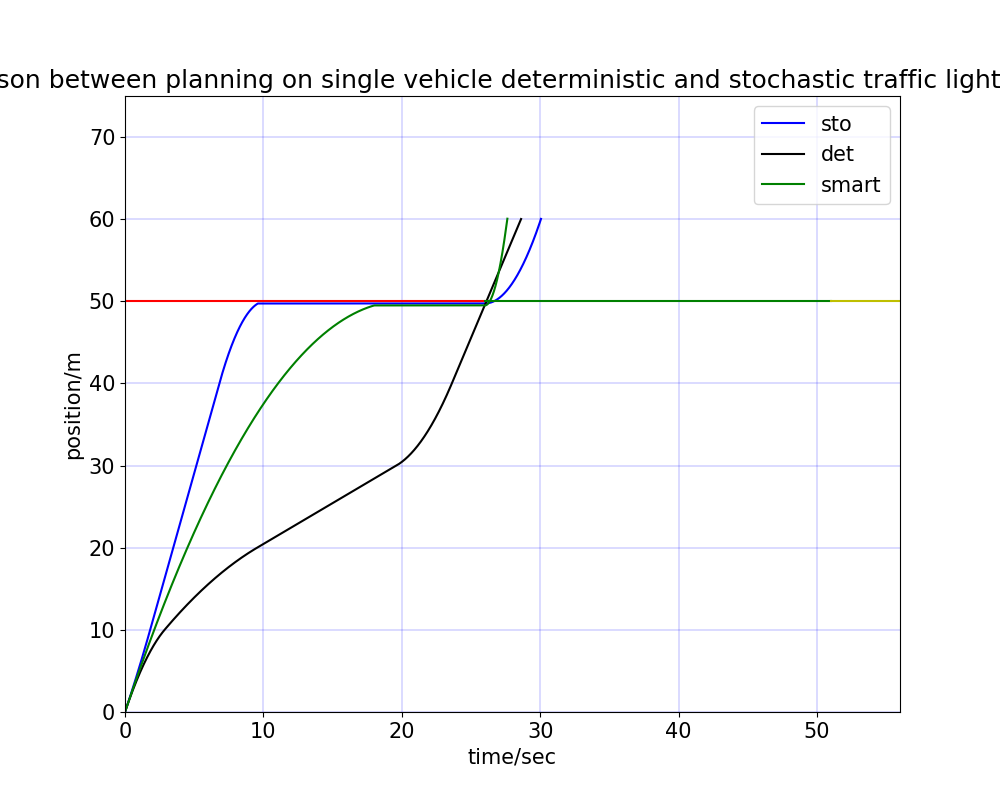 son between planning on single vehicle deterministic and stochastic traffic light
sto
det
smart
70
60
50
40
30
20
10
0
position/m
0 10 20 30 40 50
time/sec